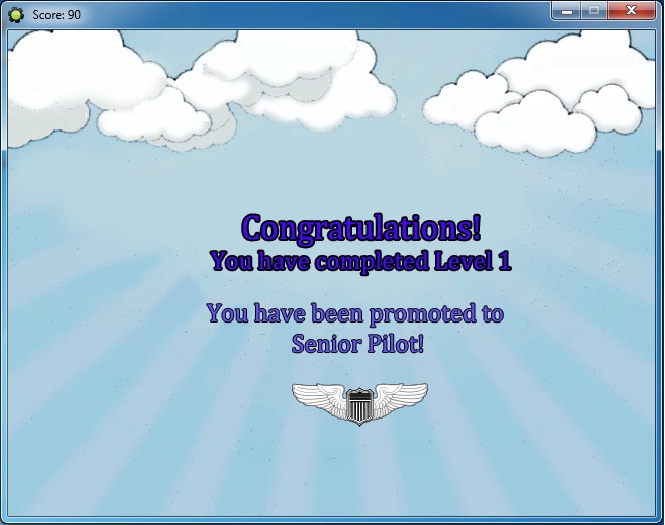 Score: 90
Congratulations!
You have completed Level 1
You have been promoted to
Senior Pilot!